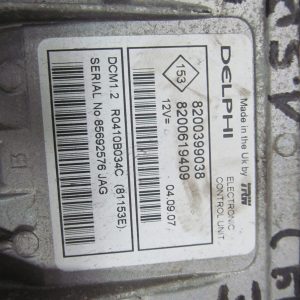 DELPHI
Made in the Uk by TRW
ELECTRONIC
CONTROL UNIT
153
8200399038
8200619409
12V=
04.09.07.
DCM1.2 R0410B034C (81153E).
SERIAL No 85692576 JAG